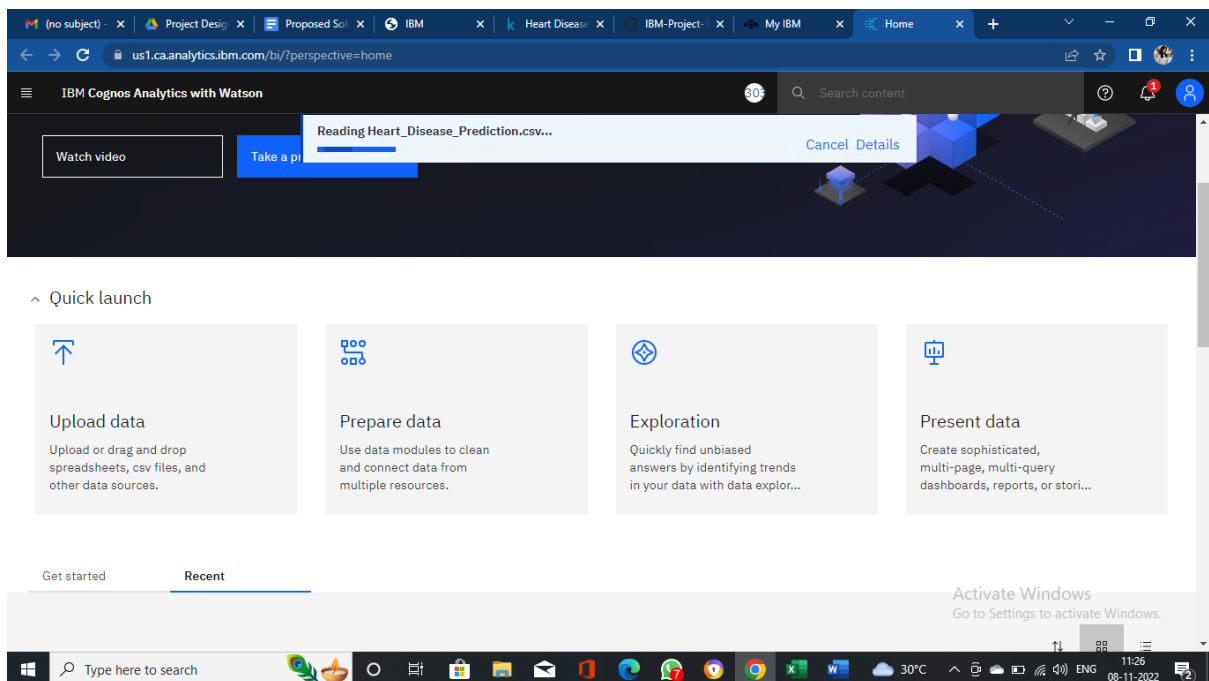 (no subject) -
Project Desig
Proposed Sol
IBM
Heart Disease
IBM-Project-1
My IBM
Home
us1.ca.analytics.ibm.com/bi/?perspective=home
IBM Cognos Analytics with Watson
Search content
1
Reading Heart_Disease_Prediction.csv...
Cancel Details
Watch video
Take a pr
Quick launch
Upload data
Upload or drag and drop
spreadsheets, csv files, and
other data sources.
Prepare data
Use data modules to clean
and connect data from
multiple resources.
Exploration
Quickly find unbiased
answers by identifying trends
in your data with data explor...
Present data
Create sophisticated,
multi-page, multi-query
dashboards, reports, or stori...
Get started
Recent
Activate Windows
Go to Settings to activate Windows.
Type here to search
30°C
ENG
11:26
08-11-2022